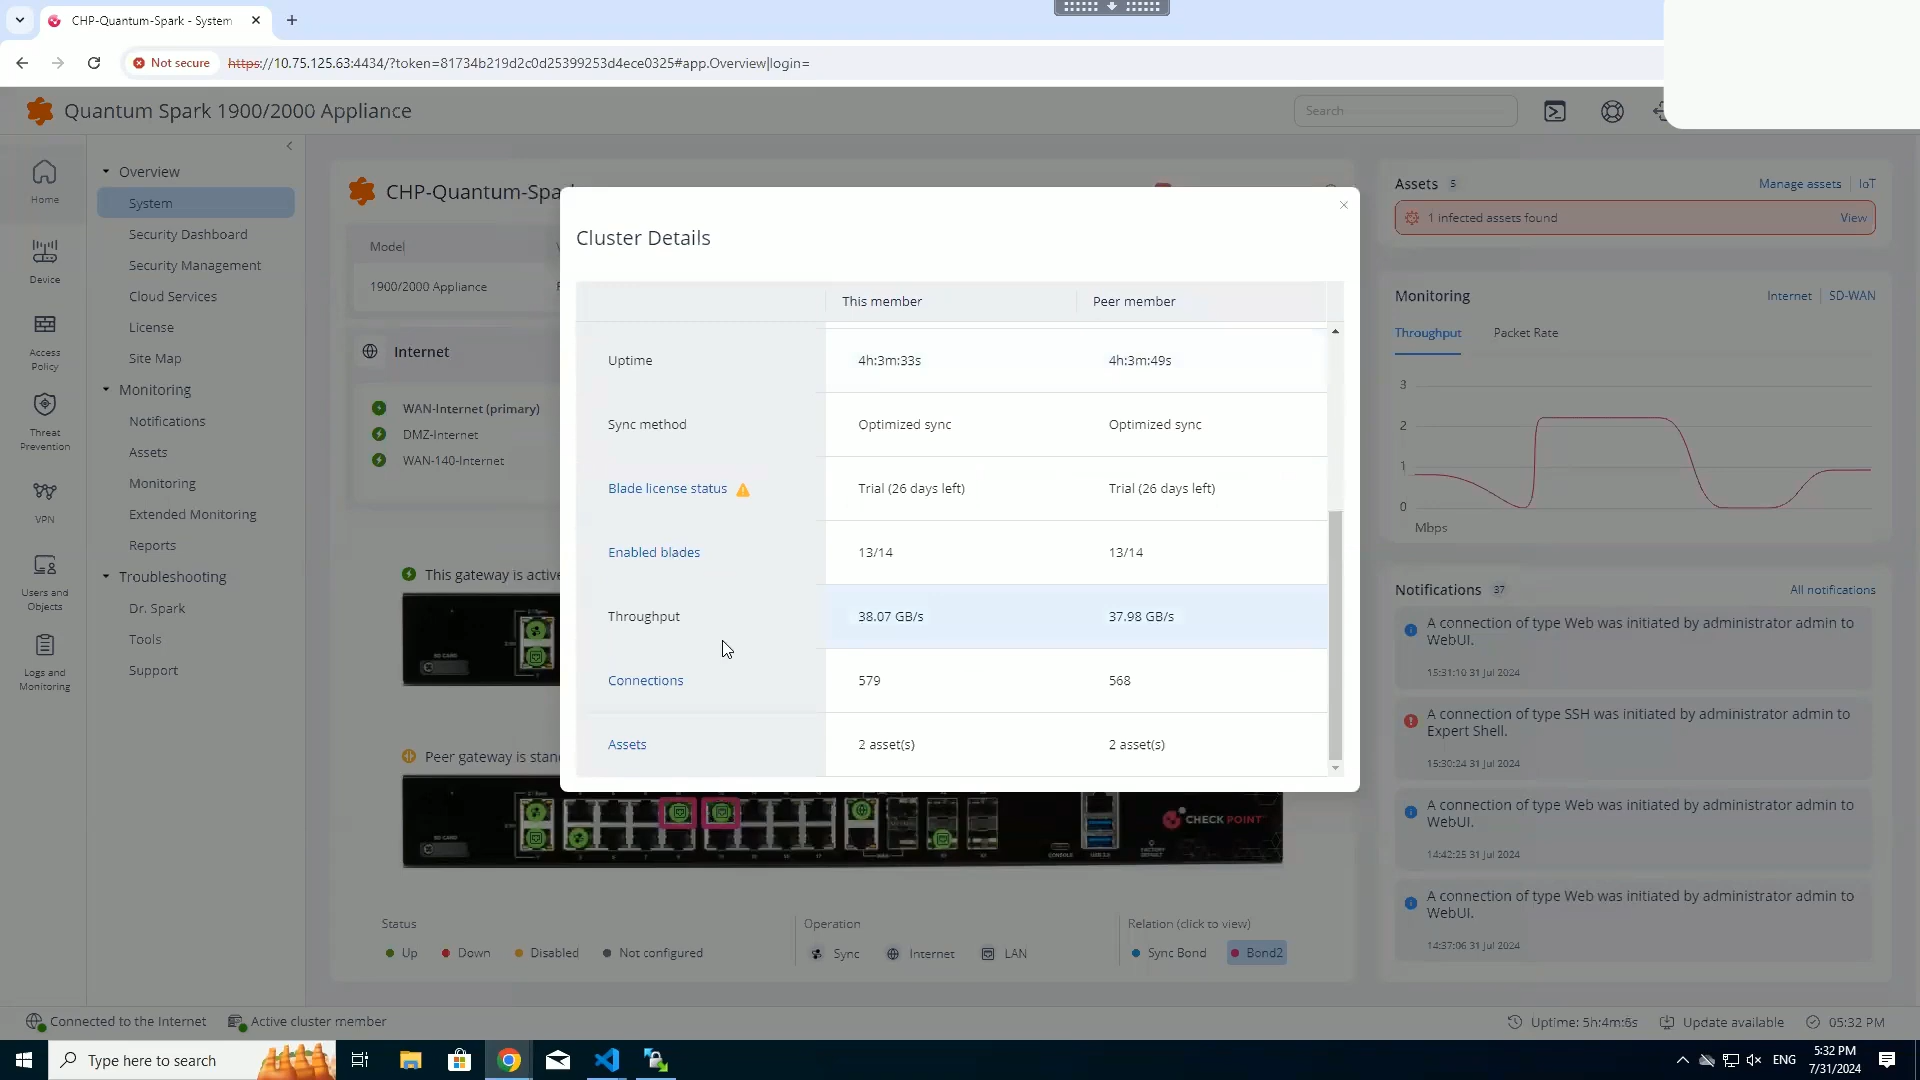 CHP-Quantum-Spark - System
Not secure
https://10.75.125.63:4434/?token=81734b219d2c0d25399253d4ece0325#app.Overview|login=
Quantum Spark 1900/2000 Appliance
Search
Home
Device
Access
Policy
Threat
Prevention
VPN
Users and
Objects
Logs and
Monitoring
Overview
System
Security Dashboard
Security Management
Cloud Services
License
Site Map
Monitoring
Notifications
Assets
Monitoring
Extended Monitoring
Reports
Troubleshooting
Dr. Spark
Tools
Support
CHP-Quantum-Spa
Model
1900/2000 Appliance
Internet
WAN-Internet (primary)
DMZ-Internet
WAN-140-Internet
This gateway is active
SD CARD
Peer gateway is stan
SD CARD
CHECK POINT
CONSOLE
USB 3.0
FACTORY
DEFAULT
Cluster Details
This member
Peer member
Uptime
4h:3m:33s
4h:3m:49s
Sync method
Optimized sync
Optimized sync
Blade license status
Trial (26 days left)
Trial (26 days left)
Enabled blades
13/14
13/14
Throughput
38.07 GB/s
37.98 GB/s
Connections
579
568
Assets
2 asset(s)
2 asset(s)
Status
Up
Down
Disabled
Not configured
Operation
Sync
Internet
LAN
Relation (click to view)
Sync Bond
Bond2
Assets 5
Manage assets
IoT
1 infected assets found
View
Monitoring
Internet
SD-WAN
Throughput
Packet Rate
3
2
1
0
Mbps
Notifications 37
All notifications
A connection of type Web was initiated by administrator admin to
WebUI.
15:31:10 31 Jul 2024
A connection of type SSH was initiated by administrator admin to
Expert Shell.
15:30:24 31 Jul 2024
A connection of type Web was initiated by administrator admin to
WebUI.
14:42:25 31 Jul 2024
A connection of type Web was initiated by administrator admin to
WebUI.
14:37:06 31 Jul 2024
Connected to the Internet
Active cluster member
Uptime: 5h:4m:6s
Update available
05:32 PM
Type here to search
ENG
5:32 PM
7/31/2024